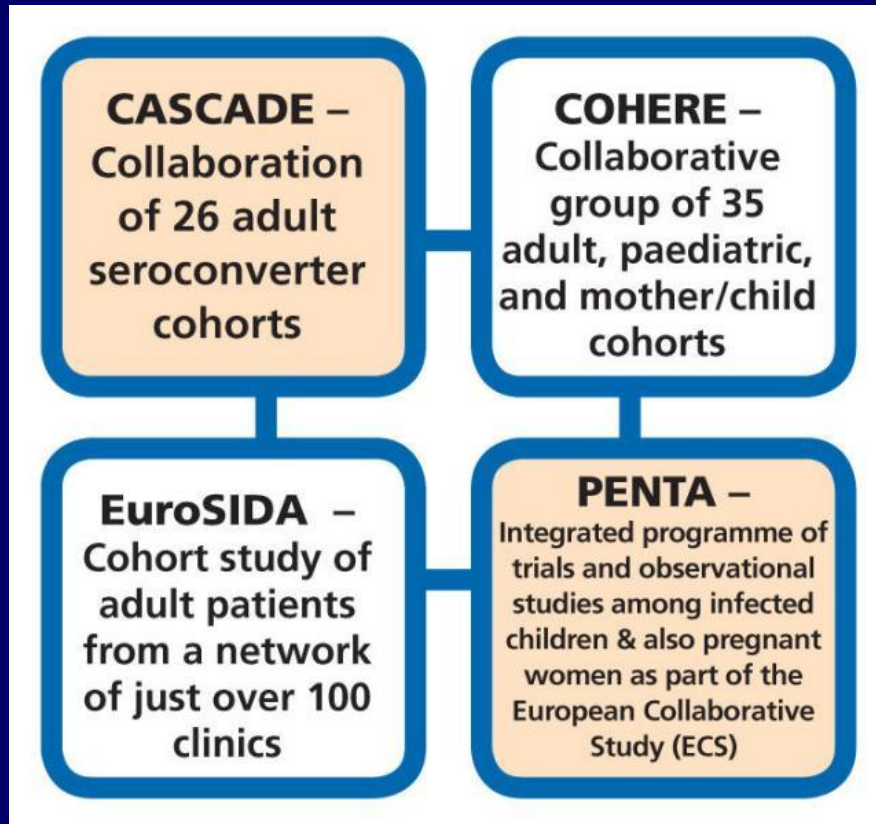 CASCADE –
Collaboration
of 26 adult
seroconverter
cohorts
COHERE –
Collaborative
group of 35
adult, paediatric,
and mother/child
cohorts
EuroSIDA –
Cohort study of
adult patients
from a network
of just over 100
clinics
PENTA –
Integrated programme of
trials and observational
studies among infected
children & also pregnant
women as part of the
European Collaborative
Study (ECS)